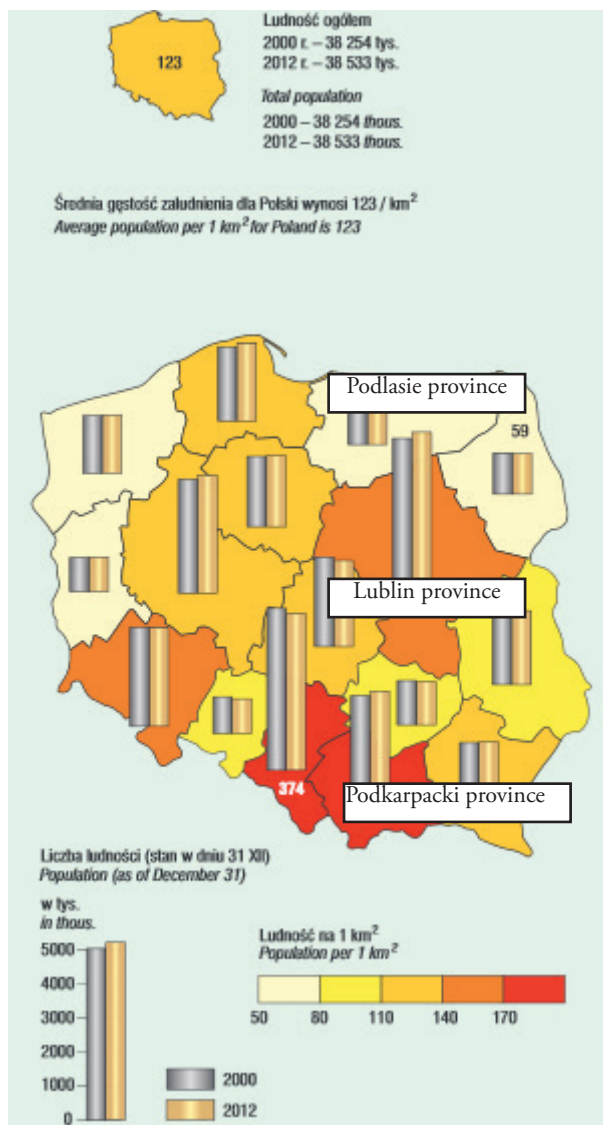 123
Ludność ogółem
2000 r. – 38 254 tys.
2012 r. – 38 533 tys.
Total population
2000 – 38 254 thous.
2012 – 38 533 thous.
Średnia gęstość zaludnienia dla Polski wynosi 123 / km²
Average population per 1 km² for Poland is 123
Podlasie province
59
Lublin province
374
Podkarpacki province
Liczba ludności (stan w dniu 31 XII)
Population (as of December 31)
w tys.
in thous.
5000
4000
3000
2000
1000
0
Ludność na 1 km²
Population per 1 km²
50 80 110 140 170
2000
2012